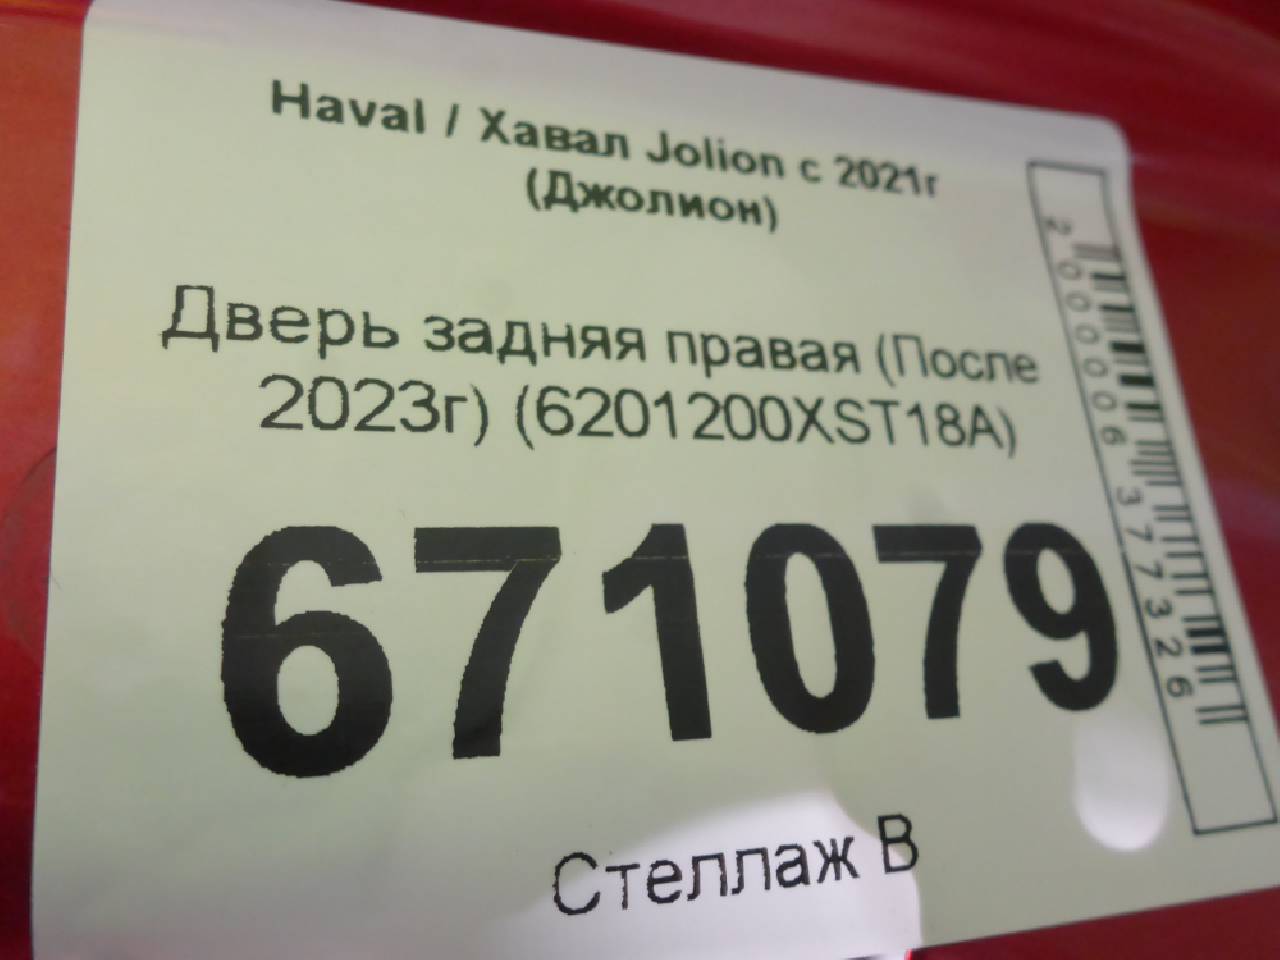 Haval / Хавал Jolion с 2021г
(Джолион)
Дверь задняя правая (После
2023г) (6201200XST18A)
671079
Стеллаж В
2000006377326